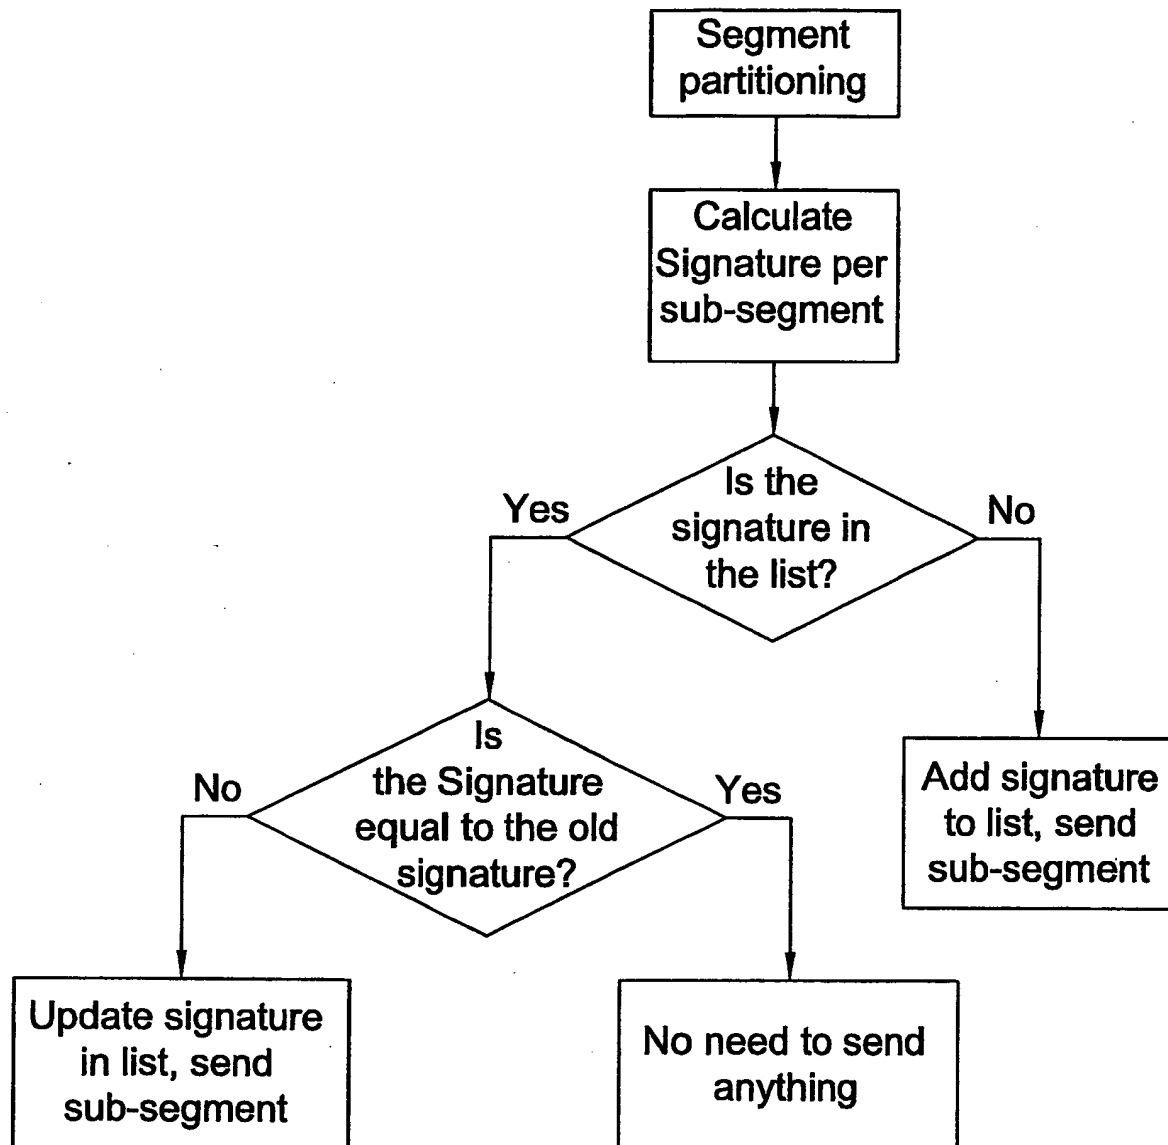 Segment
partitioning
Calculate
Signature per
sub-segment
Is the
signature in
the list?
Yes
No
Is
the Signature
equal to the old
signature?
No
Yes
Add signature
to list, send
sub-segment
Update signature
in list, send
sub-segment
No need to send
anything